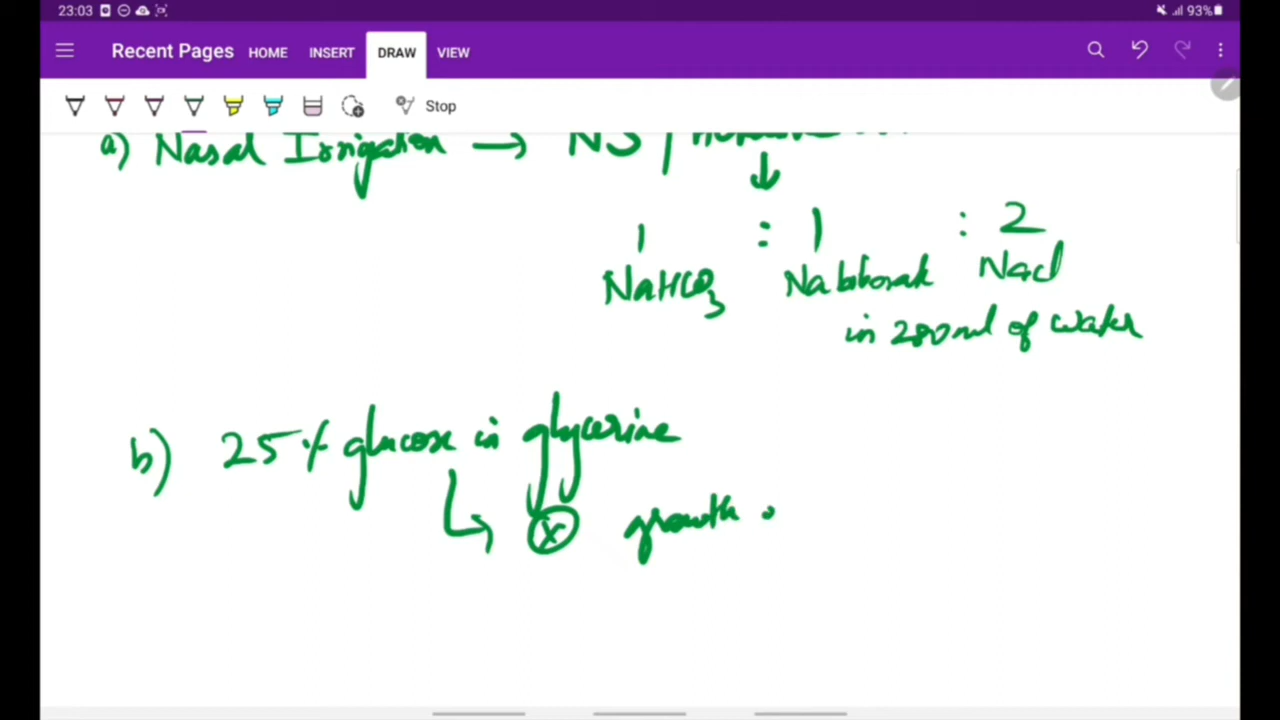 23:03 93%
Recent Pages HOME INSERT DRAW VIEW
Stop
a) Nasal Irrigation → NS /
↓
1 : 1 : 2
NaHCO3 Na biborate NaCl
in 280ml of water
b) 25% glucose in glycerine
↳ ⓧ growth o